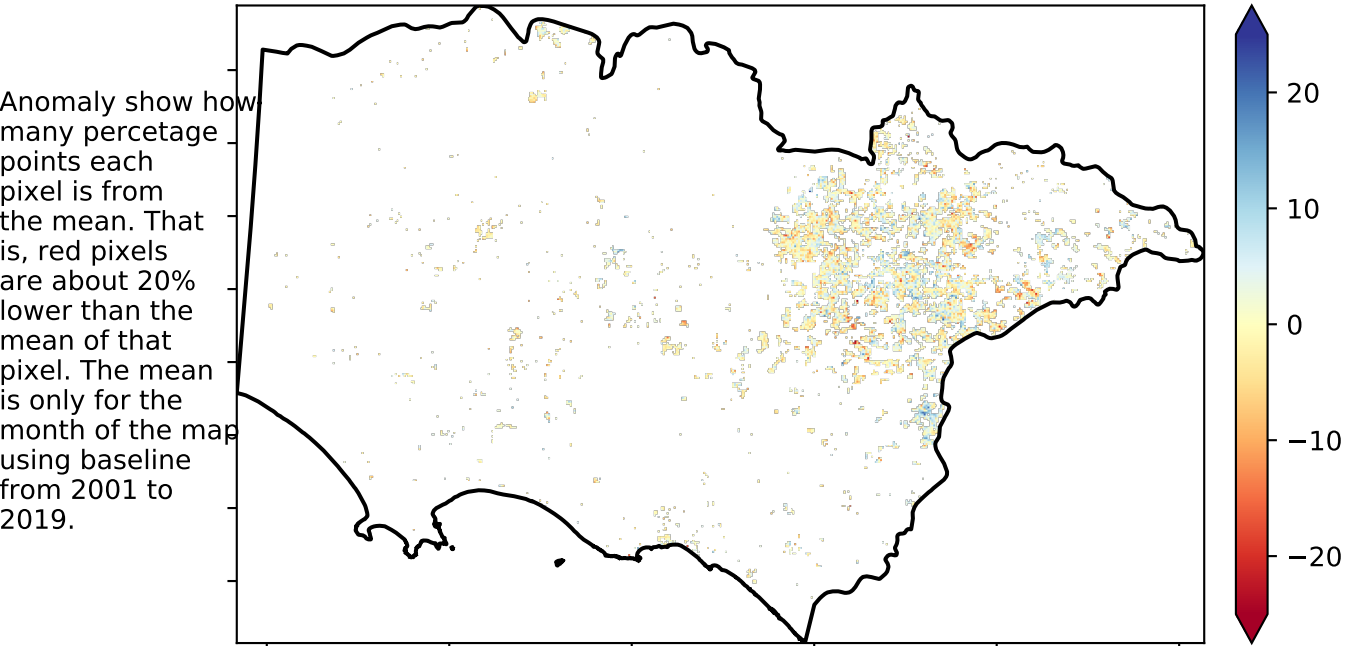 Anomaly show how
many percetage
points each
pixel is from
the mean. That
is, red pixels
are about 20%
lower than the
mean of that
pixel. The mean
is only for the
month of the map
using baseline
from 2001 to
2019.
20
10
0
−10
−20